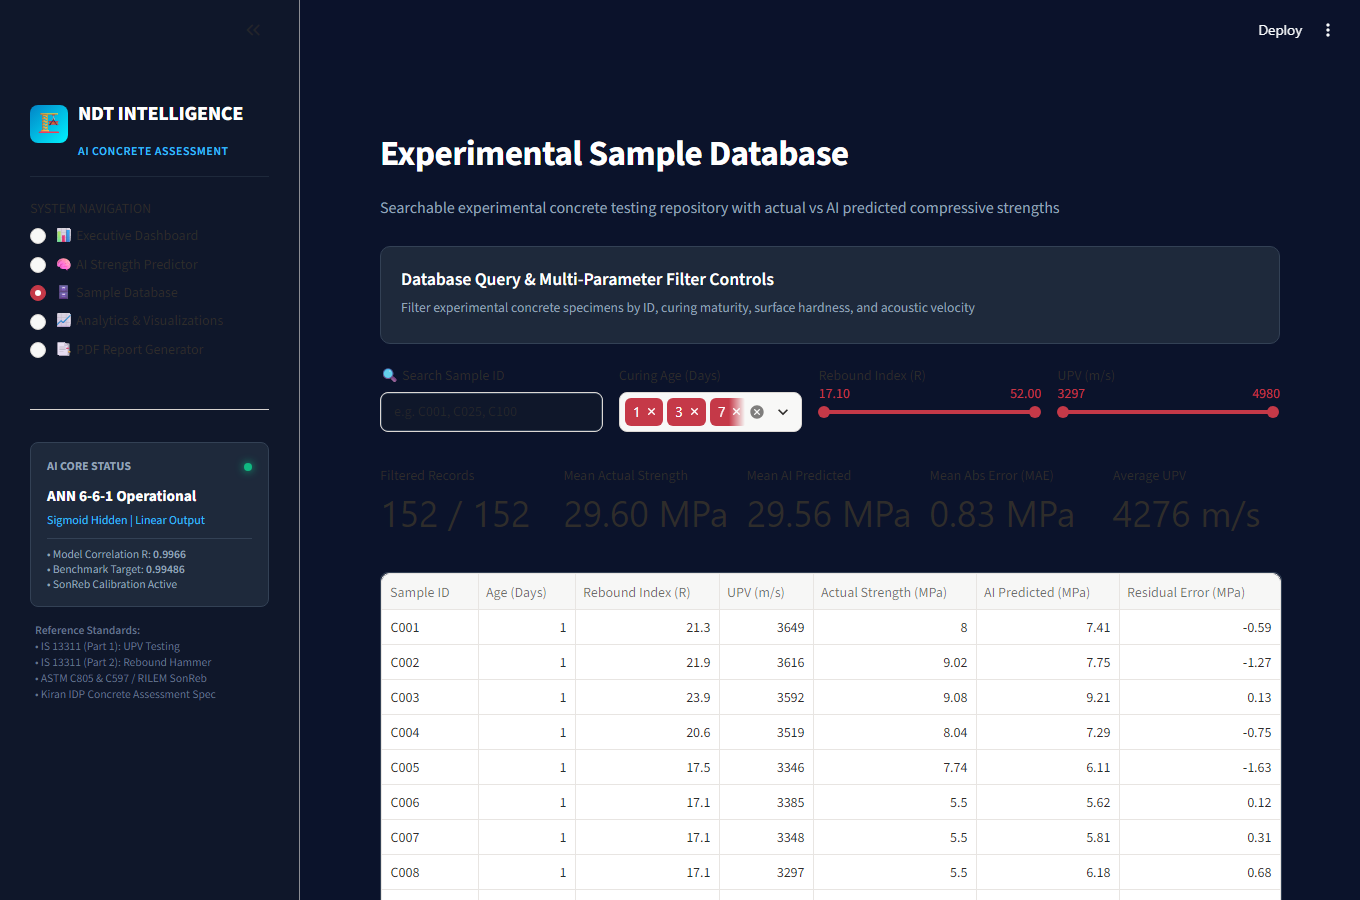 Deploy
NDT INTELLIGENCE
AI CONCRETE ASSESSMENT
SYSTEM NAVIGATION
Executive Dashboard
AI Strength Predictor
Sample Database
Analytics & Visualizations
PDF Report Generator
AI CORE STATUS
ANN 6-6-1 Operational
Sigmoid Hidden | Linear Output
• Model Correlation R: 0.9966
• Benchmark Target: 0.99486
• SonReb Calibration Active
Reference Standards:
• IS 13311 (Part 1): UPV Testing
• IS 13311 (Part 2): Rebound Hammer
• ASTM C805 & C597 / RILEM SonReb
• Kiran IDP Concrete Assessment Spec
Experimental Sample Database
Searchable experimental concrete testing repository with actual vs AI predicted compressive strengths
Database Query & Multi-Parameter Filter Controls
Filter experimental concrete specimens by ID, curing maturity, surface hardness, and acoustic velocity
Search Sample ID Curing Age (Days) Rebound Index (R) UPV (m/s)
17.10 52.00 3297 4980
e.g. C001, C025, C100 1 3 7
Filtered Records Mean Actual Strength Mean AI Predicted Mean Abs Error (MAE) Average UPV
152 / 152 29.60 MPa 29.56 MPa 0.83 MPa 4276 m/s
Sample ID Age (Days) Rebound Index (R) UPV (m/s) Actual Strength (MPa) AI Predicted (MPa) Residual Error (MPa)
C001 1 21.3 3649 8 7.41 -0.59
C002 1 21.9 3616 9.02 7.75 -1.27
C003 1 23.9 3592 9.08 9.21 0.13
C004 1 20.6 3519 8.04 7.29 -0.75
C005 1 17.5 3346 7.74 6.11 -1.63
C006 1 17.1 3385 5.5 5.62 0.12
C007 1 17.1 3348 5.5 5.81 0.31
C008 1 17.1 3297 5.5 6.18 0.68